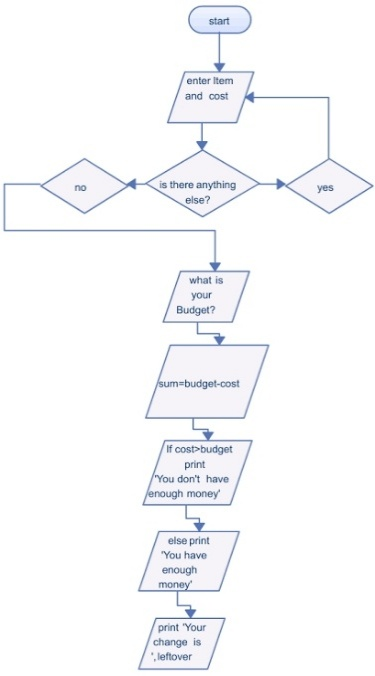 start
enter Item
and cost
is there anything
else?
no
yes
what is
your
Budget?
sum=budget-cost
If cost>budget
print
'You don't have
enough money'
else print
'You have
enough
money'
print 'Your
change is
',leftover